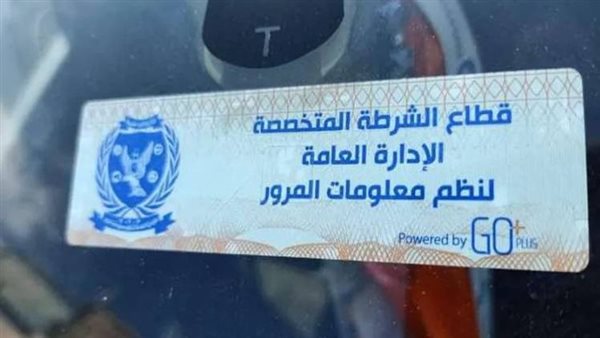 T
قطاع الشرطة المتخصصة
الإدارة العامة
لنظم معلومات المرور
Powered by GO+ PLUS